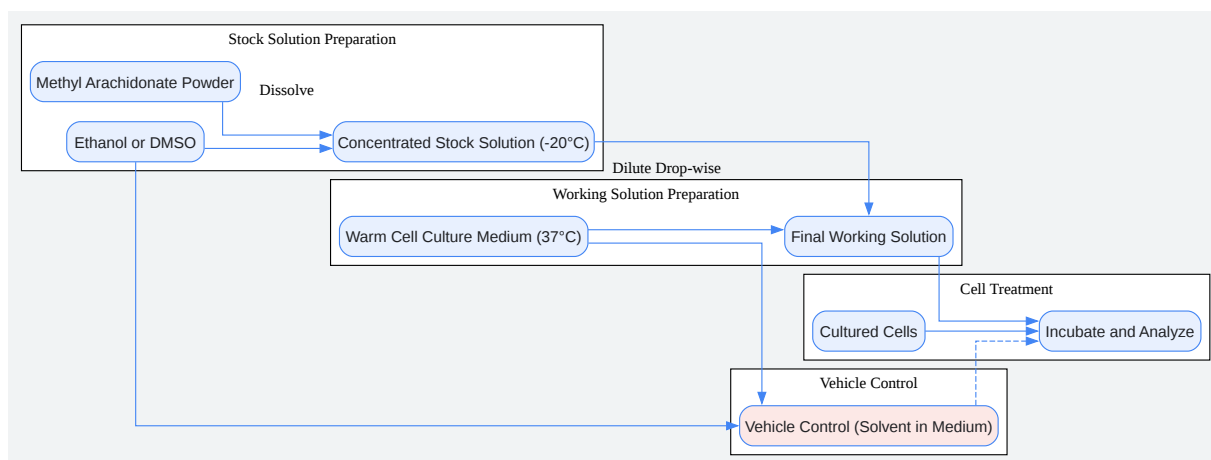 Stock Solution Preparation
Methyl Arachidonate Powder
Dissolve
Ethanol or DMSO
Concentrated Stock Solution (-20°C)
Dilute Drop-wise
Working Solution Preparation
Warm Cell Culture Medium (37°C)
Final Working Solution
Cell Treatment
Cultured Cells
Incubate and Analyze
Vehicle Control
Vehicle Control (Solvent in Medium)